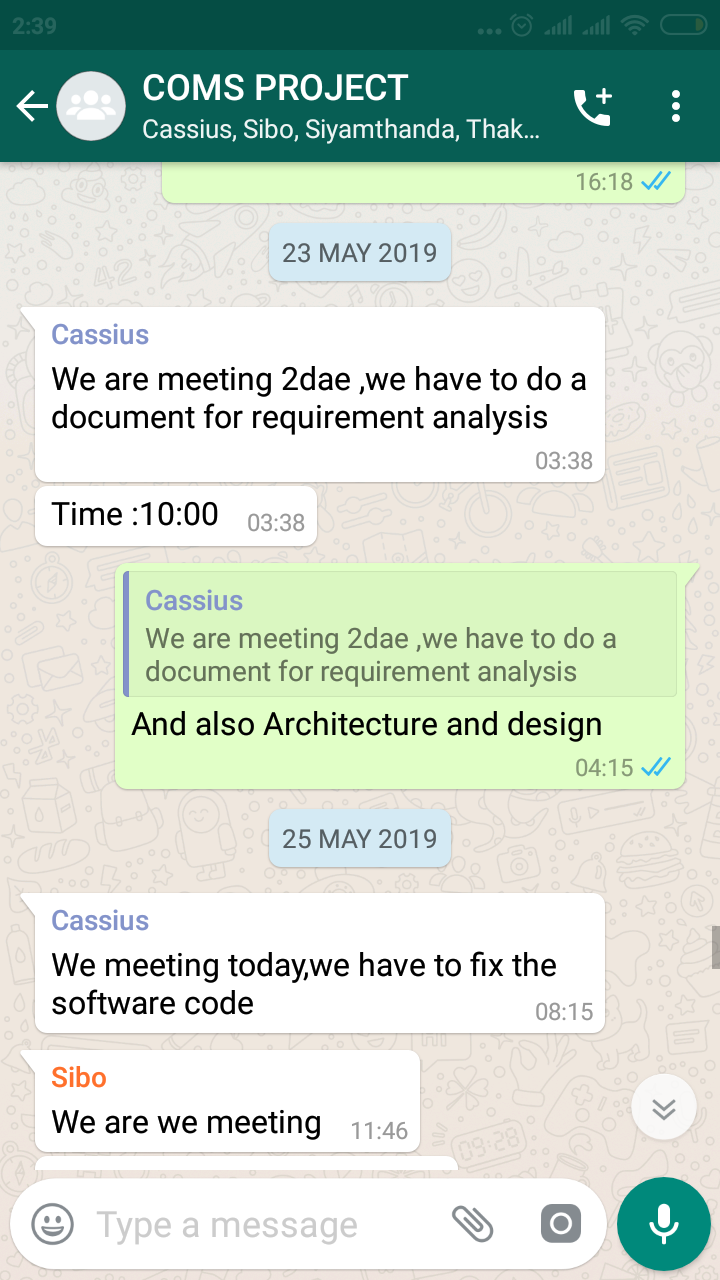 2:39
COMS PROJECT
Cassius, Sibo, Siyamthanda, Thak...
16:18
23 MAY 2019
Cassius
We are meeting 2dae ,we have to do a
document for requirement analysis
03:38
Time :10:00 03:38
Cassius
We are meeting 2dae ,we have to do a
document for requirement analysis
And also Architecture and design
04:15
25 MAY 2019
Cassius
We meeting today,we have to fix the
software code 08:15
Sibo
We are we meeting 11:46
Type a message